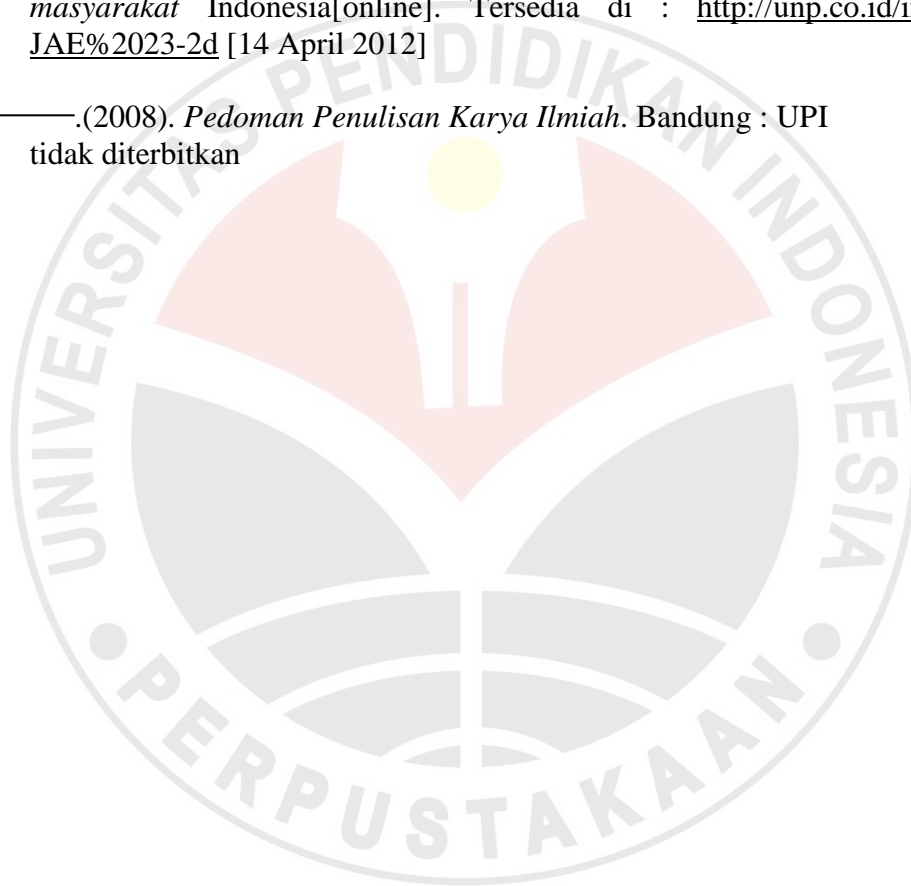 masyarakat Indonesia[online]. Tersedia di : http://unp.co.id/i
JAE%2023-2d [14 April 2012]
.(2008). Pedoman Penulisan Karya Ilmiah. Bandung : UPI
tidak diterbitkan
UNIVERSITAS PENDIDIKAN INDONESIA
PERPUSTAKAAN